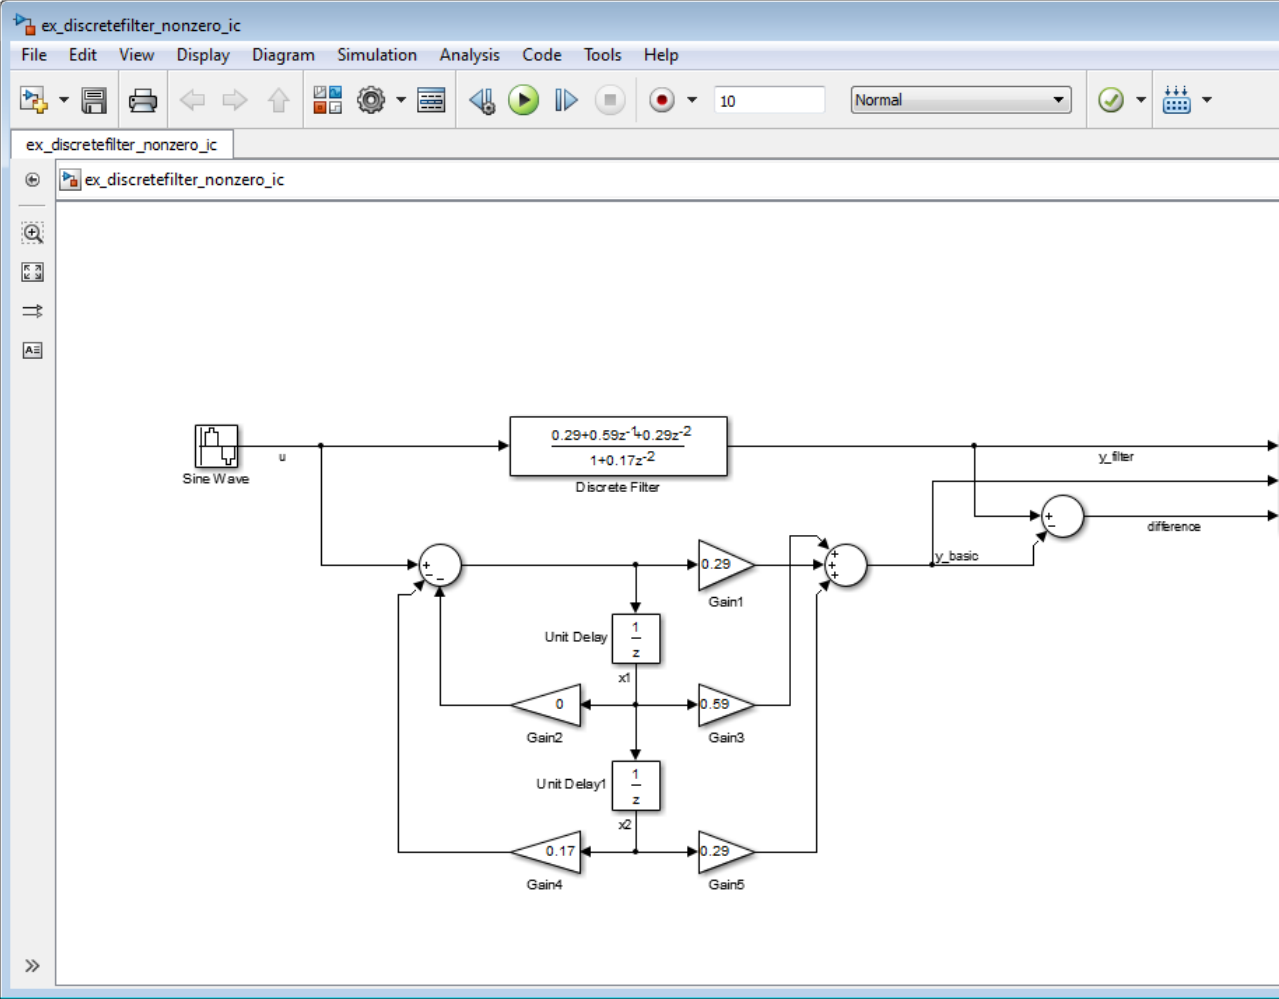 ex_discretefilter_nonzero_ic
File Edit View Display Diagram Simulation Analysis Code Tools Help
10 Normal
ex_discretefilter_nonzero_ic
ex_discretefilter_nonzero_ic
0.29+0.59z-1+0.29z-2
1+0.17z-2
Discrete Filter
Sine Wave
u
y_filter
difference
y_basic
0.29
Gain1
Unit Delay
1
z
x1
0
Gain2
0.59
Gain3
Unit Delay1
1
z
x2
0.17
Gain4
0.29
Gain5